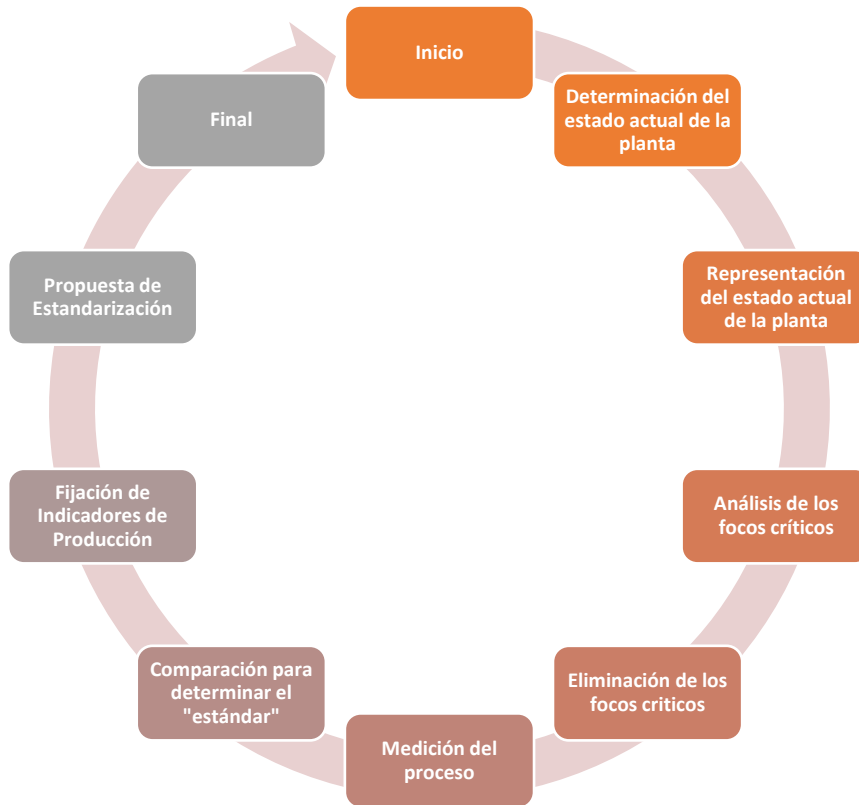 Inicio
Determinación del
estado actual de la
planta
Representación
del estado actual
de la planta
Análisis de los
focos críticos
Eliminación de los
focos criticos
Medición del
proceso
Comparación para
determinar el
"estándar"
Fijación de
Indicadores de
Producción
Propuesta de
Estandarización
Final